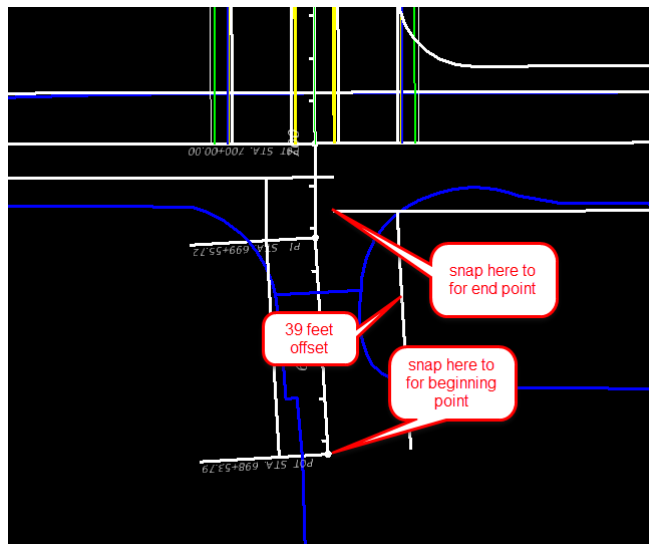 POT STA. 700+00.00
PI STA. 699+55.72
snap here to
for end point
39 feet
offset
snap here to
for beginning
point
POT STA. 698+53.79